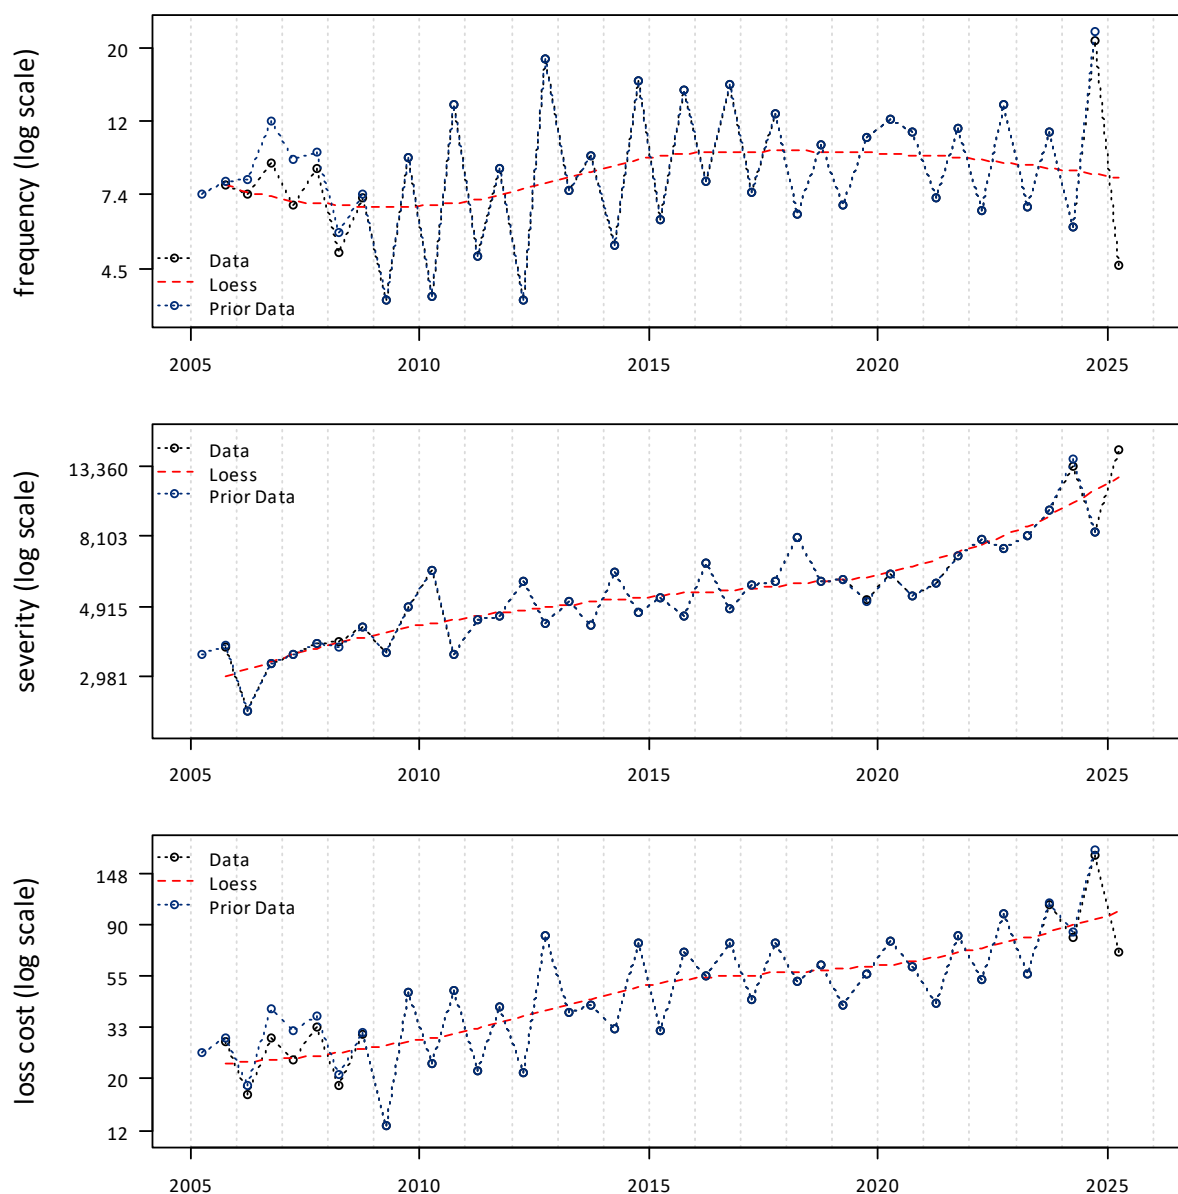 frequency (log scale)
20
12
7.4
4.5
Data
Loess
Prior Data
2005 2010 2015 2020 2025
severity (log scale)
13,360
8,103
4,915
2,981
Data
Loess
Prior Data
2005 2010 2015 2020 2025
loss cost (log scale)
148
90
55
33
20
12
Data
Loess
Prior Data
2005 2010 2015 2020 2025